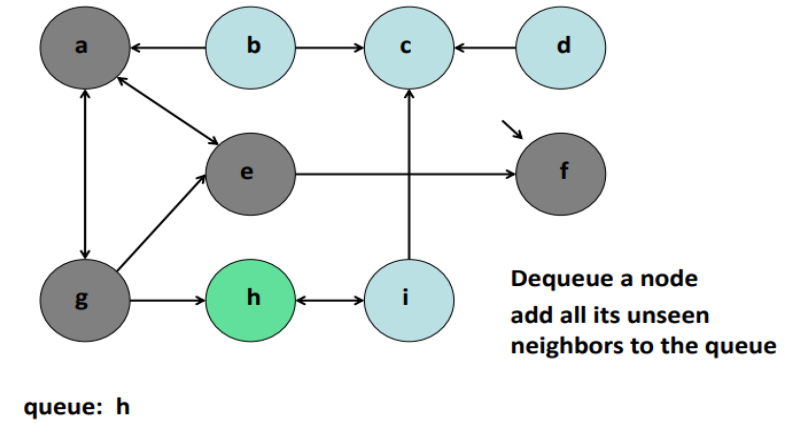 a b c d
e f
g h i
Dequeue a node
add all its unseen
neighbors to the queue
queue: h